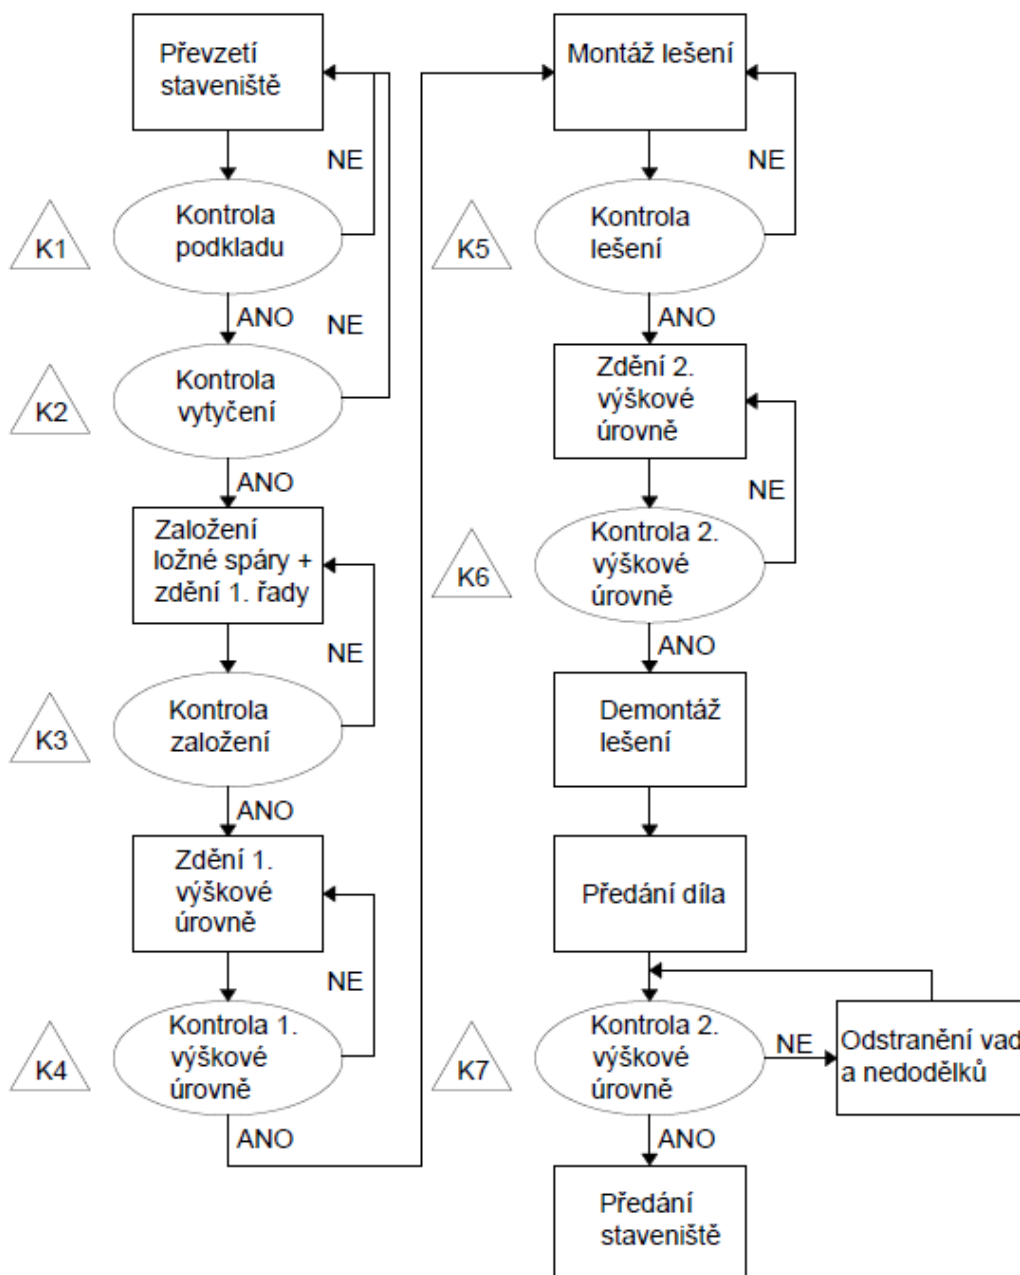 Převzetí
staveniště
NE
K1
Kontrola
podkladu
ANO
NE
K2
Kontrola
vytyčení
ANO
Založení
ložné spáry +
zdění 1. řady
NE
K3
Kontrola
založení
ANO
Zdění 1.
výškové
úrovně
NE
K4
Kontrola 1.
výškové
úrovně
ANO
Montáž lešení
NE
K5
Kontrola
lešení
ANO
Zdění 2.
výškové
úrovně
NE
K6
Kontrola 2.
výškové
úrovně
ANO
Demontáž
lešení
Předání díla
K7
Kontrola 2.
výškové
úrovně
NE
Odstranění vad
a nedodělků
ANO
Předání
staveniště